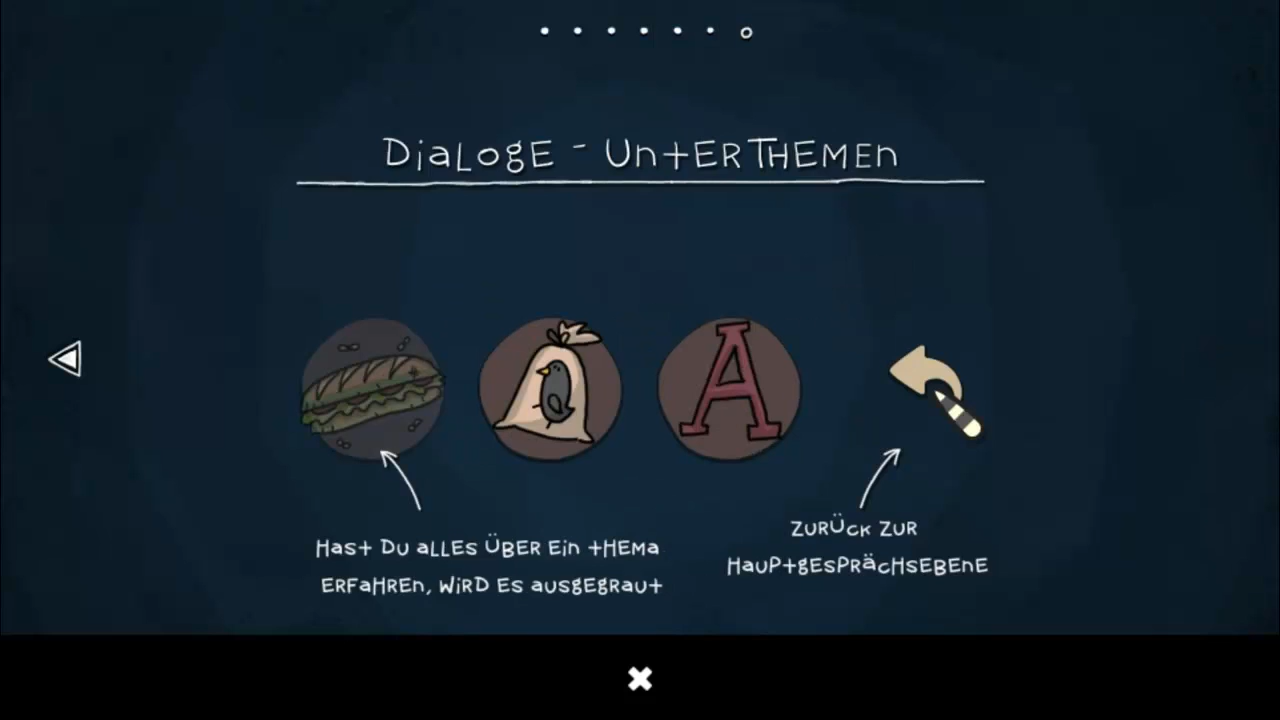 Dialoge - Unterthemen
A
Hast du alles über ein Thema
erfahren, wird es ausgegraut
zurück zur
Hauptgesprächsebene